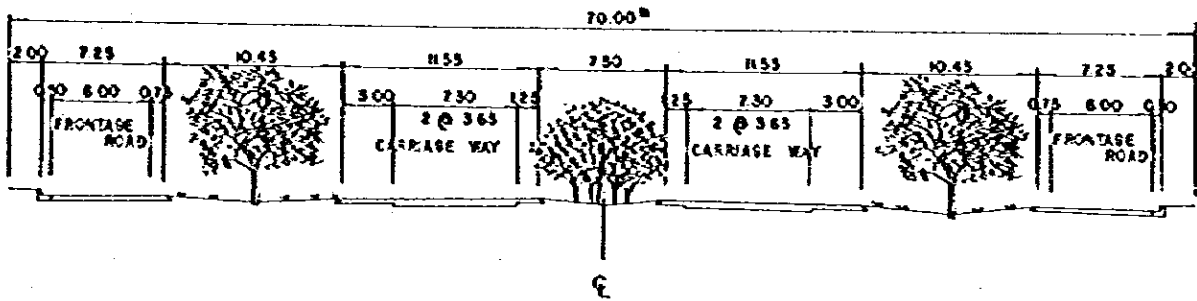 70.00m
2.00 7.25 10.45 11.55 7.50 11.55 10.45 7.25 2.0
0.50 6.00 0.75 3.00 7.30 1.25 1.25 7.30 3.00 0.75 6.00 0.50
2 @ 3.65 2 @ 3.65
FRONTAGE ROAD CARRIAGE WAY CARRIAGE WAY FRONTAGE ROAD
℄